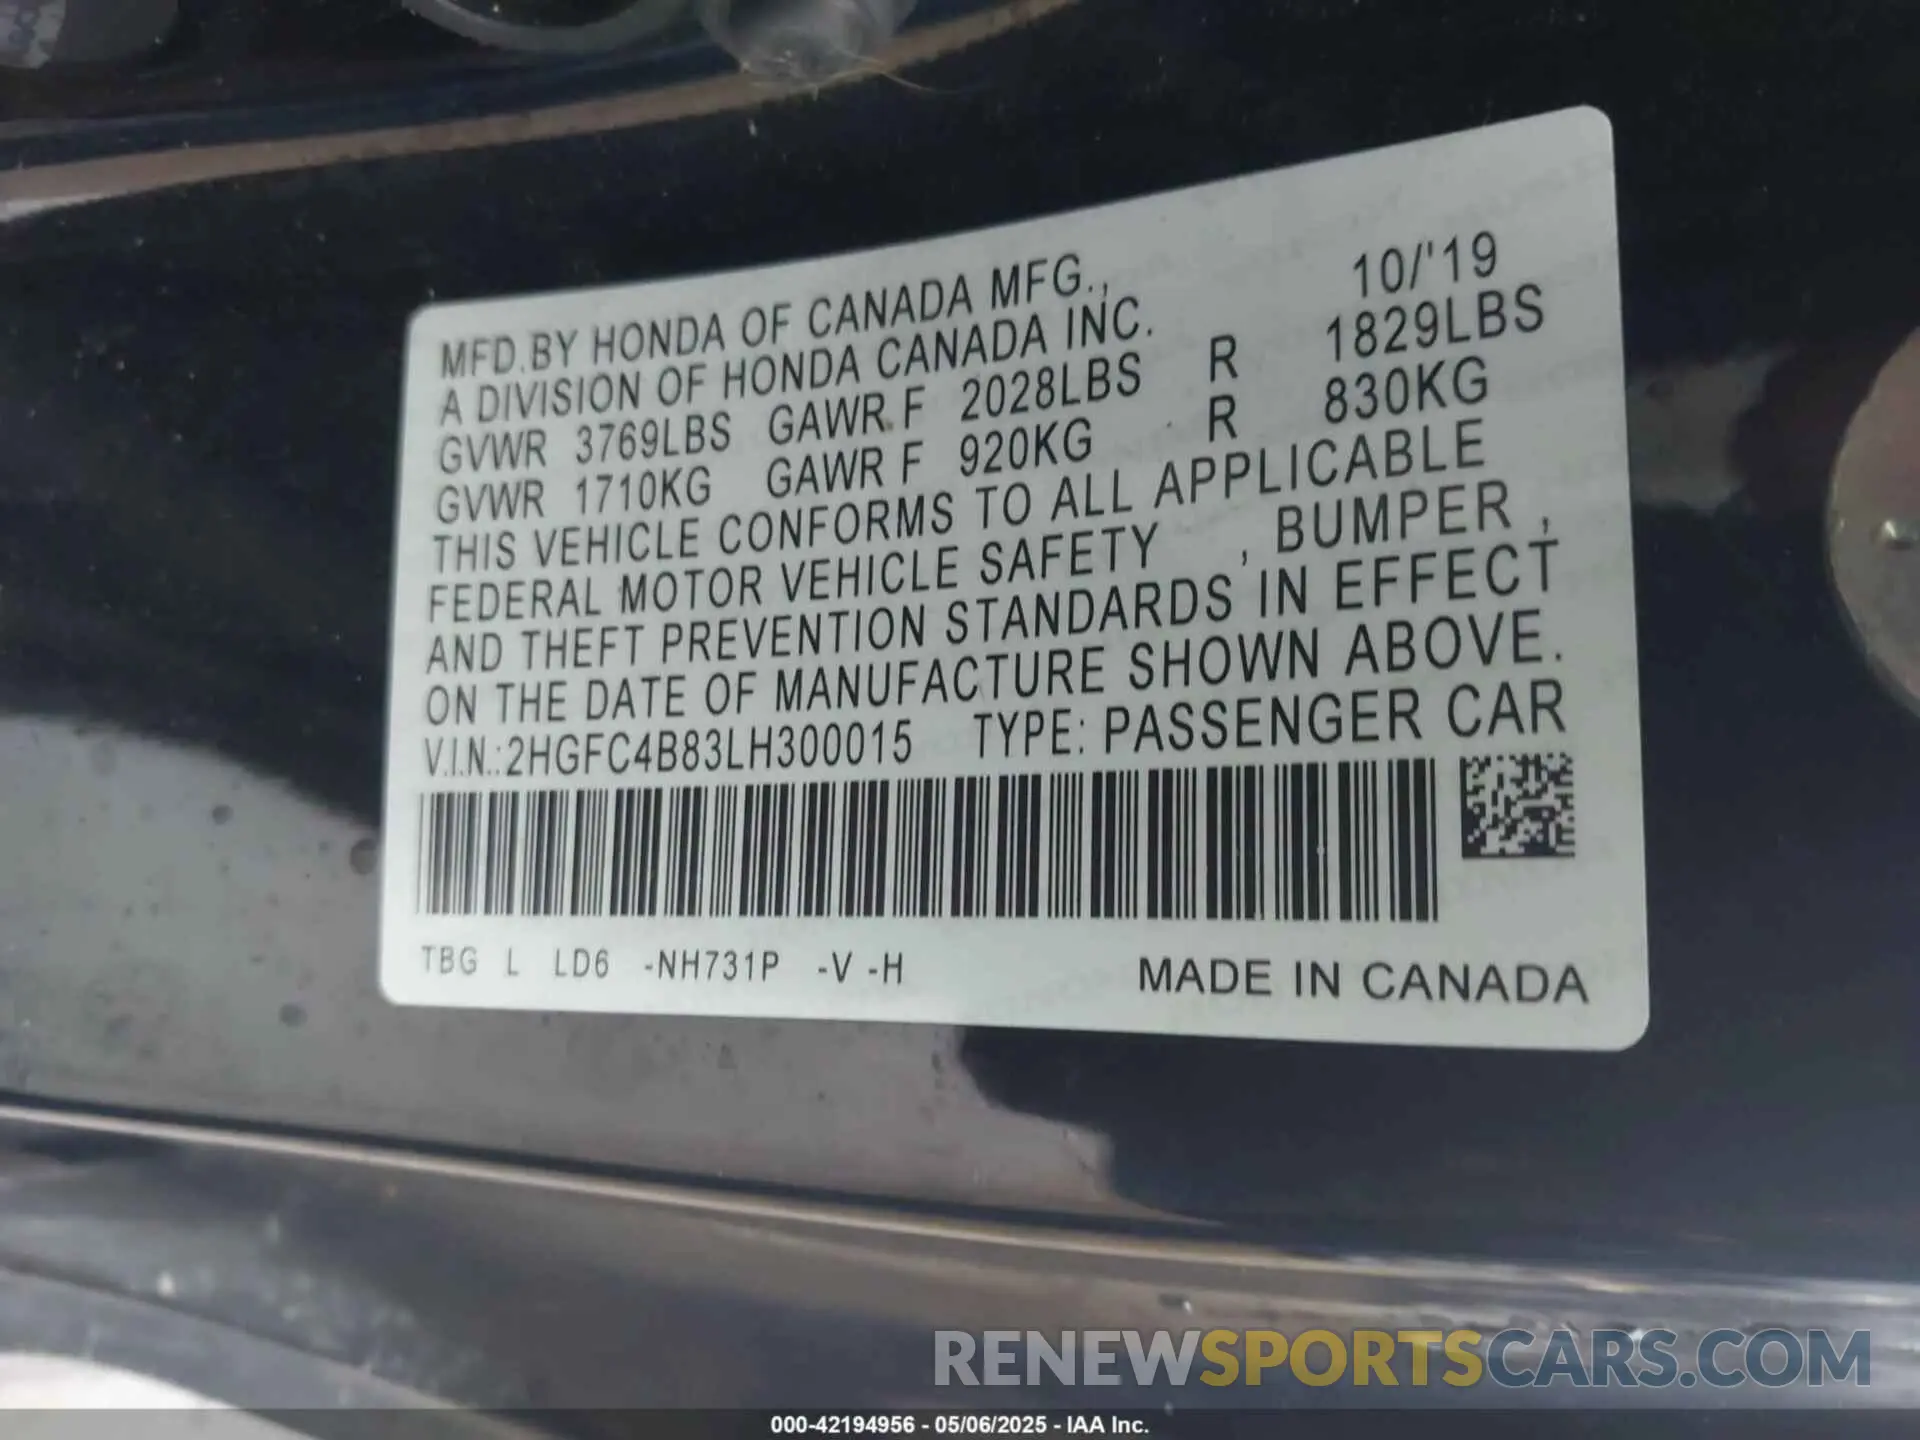 MFD.BY HONDA OF CANADA MFG., 10/'19
A DIVISION OF HONDA CANADA INC.
GVWR 3769LBS GAWR F 2028LBS R 1829LBS
GVWR 1710KG GAWR F 920KG R 830KG
THIS VEHICLE CONFORMS TO ALL APPLICABLE
FEDERAL MOTOR VEHICLE SAFETY , BUMPER ,
AND THEFT PREVENTION STANDARDS IN EFFECT
ON THE DATE OF MANUFACTURE SHOWN ABOVE.
V.I.N.:2HGFC4B83LH300015 TYPE: PASSENGER CAR
TBG L LD6 -NH731P -V -H MADE IN CANADA
RENEWSPORTSCARS.COM
000-42194956 - 05/06/2025 - IAA Inc.